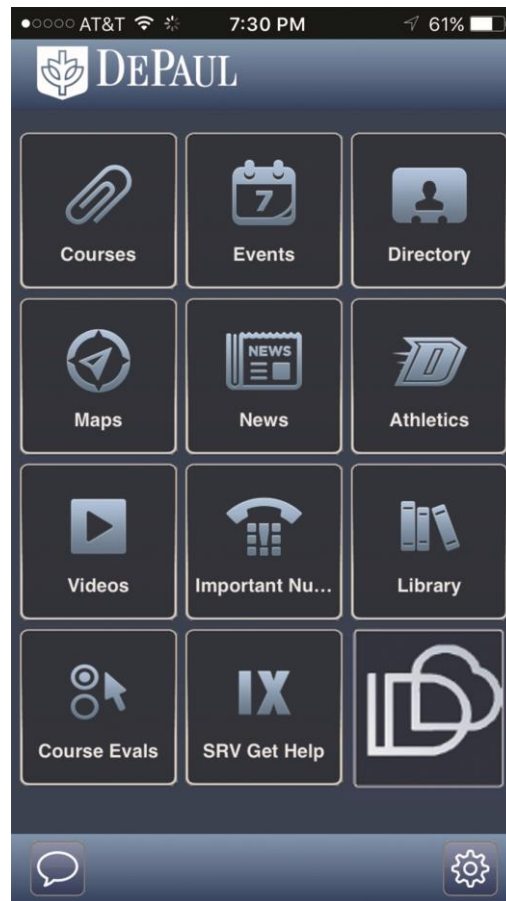 AT&T 7:30 PM 61%
DEPAUL
7
Courses Events Directory
NEWS
D
Maps News Athletics
Videos Important Nu... Library
IX
Course Evals SRV Get Help